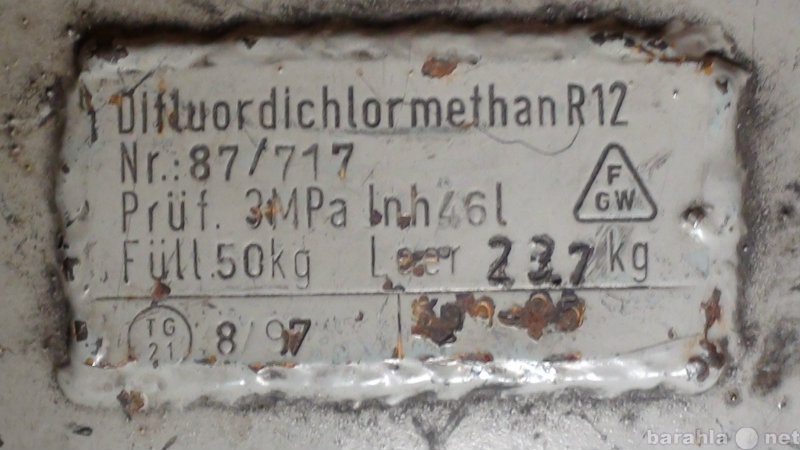 Difluordichlormethan R12
Nr.: 87/717
F
GW
Prüf. 3MPa Inh 46l
Füll. 50kg Leer 23,7 kg
TG
21
8/97
barahla.net